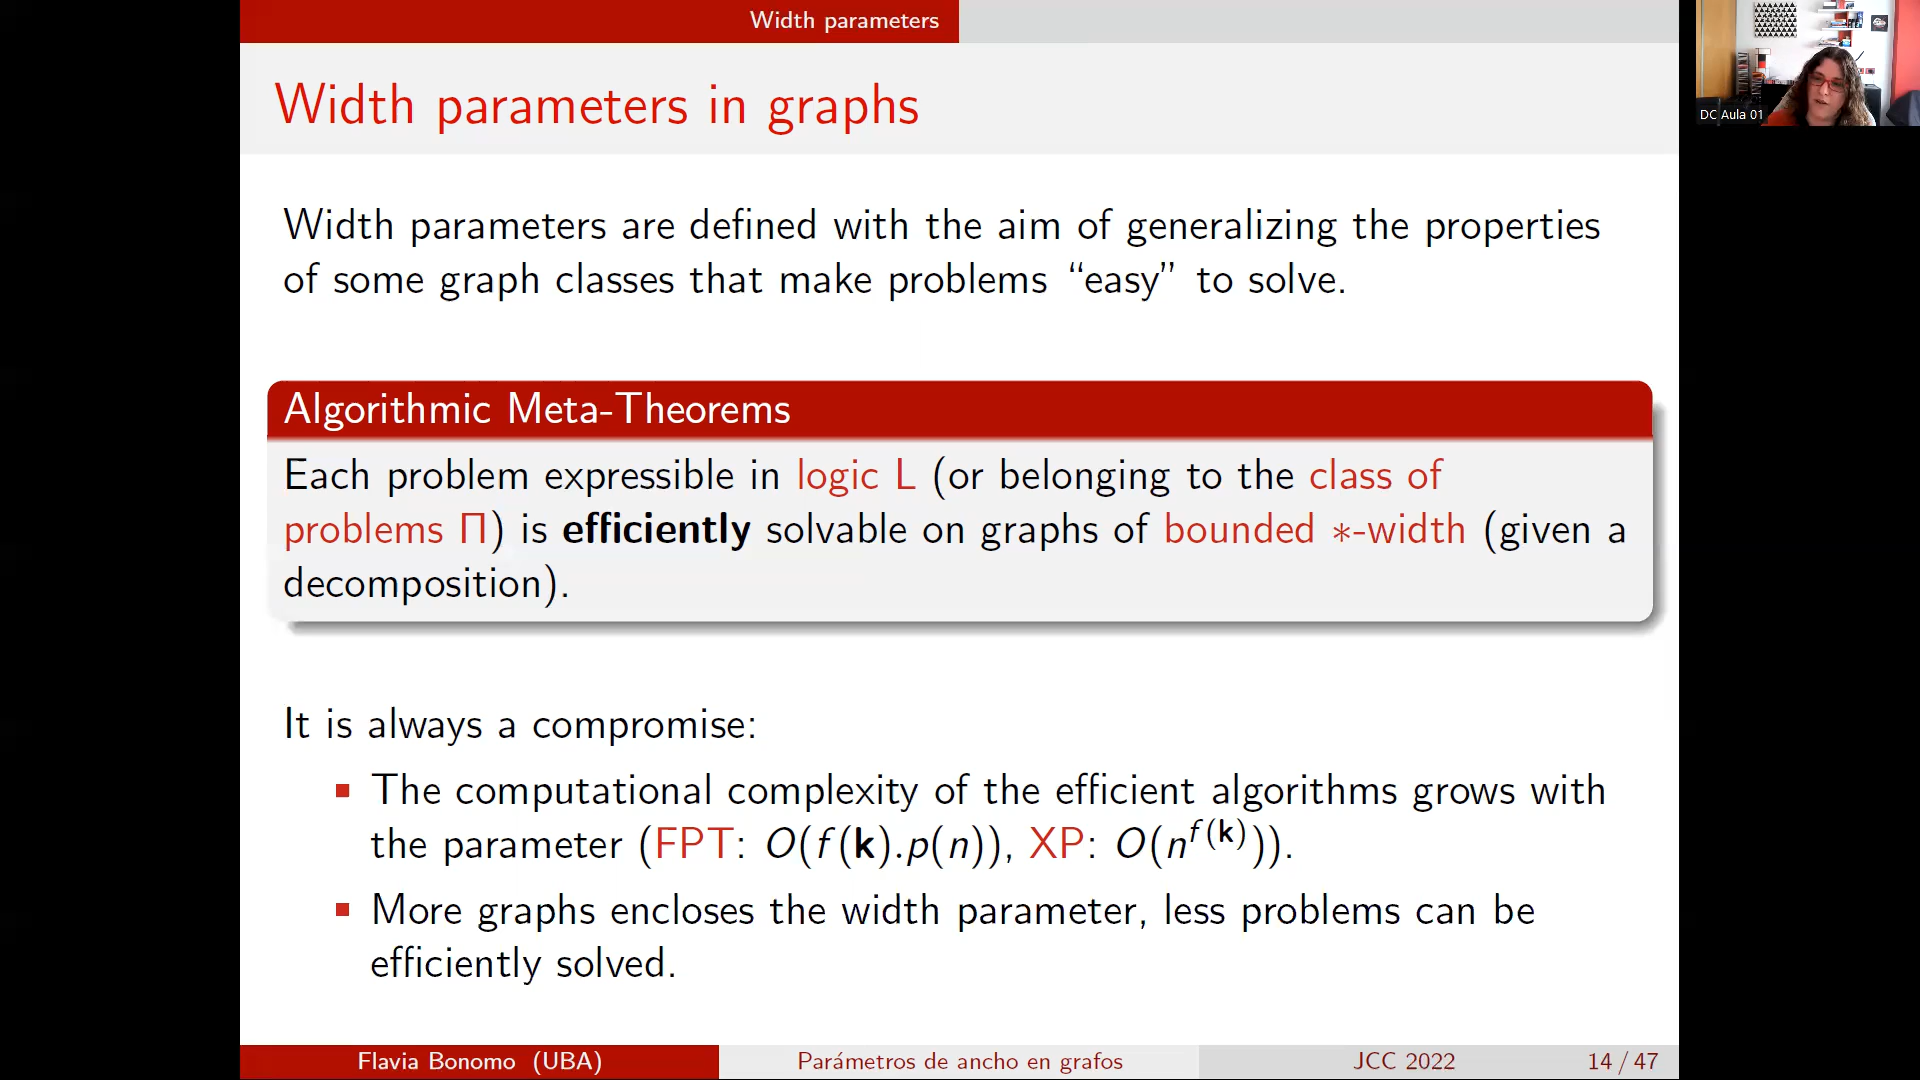 Width parameters
Width parameters in graphs
DC Aula 01
Width parameters are defined with the aim of generalizing the properties
of some graph classes that make problems “easy” to solve.
Algorithmic Meta-Theorems
Each problem expressible in logic L (or belonging to the class of
problems Π) is efficiently solvable on graphs of bounded ∗-width (given a
decomposition).
It is always a compromise:
The computational complexity of the efficient algorithms grows with
the parameter (FPT: O(f(k).p(n)), XP: O(n^f(k))).
More graphs encloses the width parameter, less problems can be
efficiently solved.
Flavia Bonomo (UBA) Parámetros de ancho en grafos JCC 2022 14 / 47